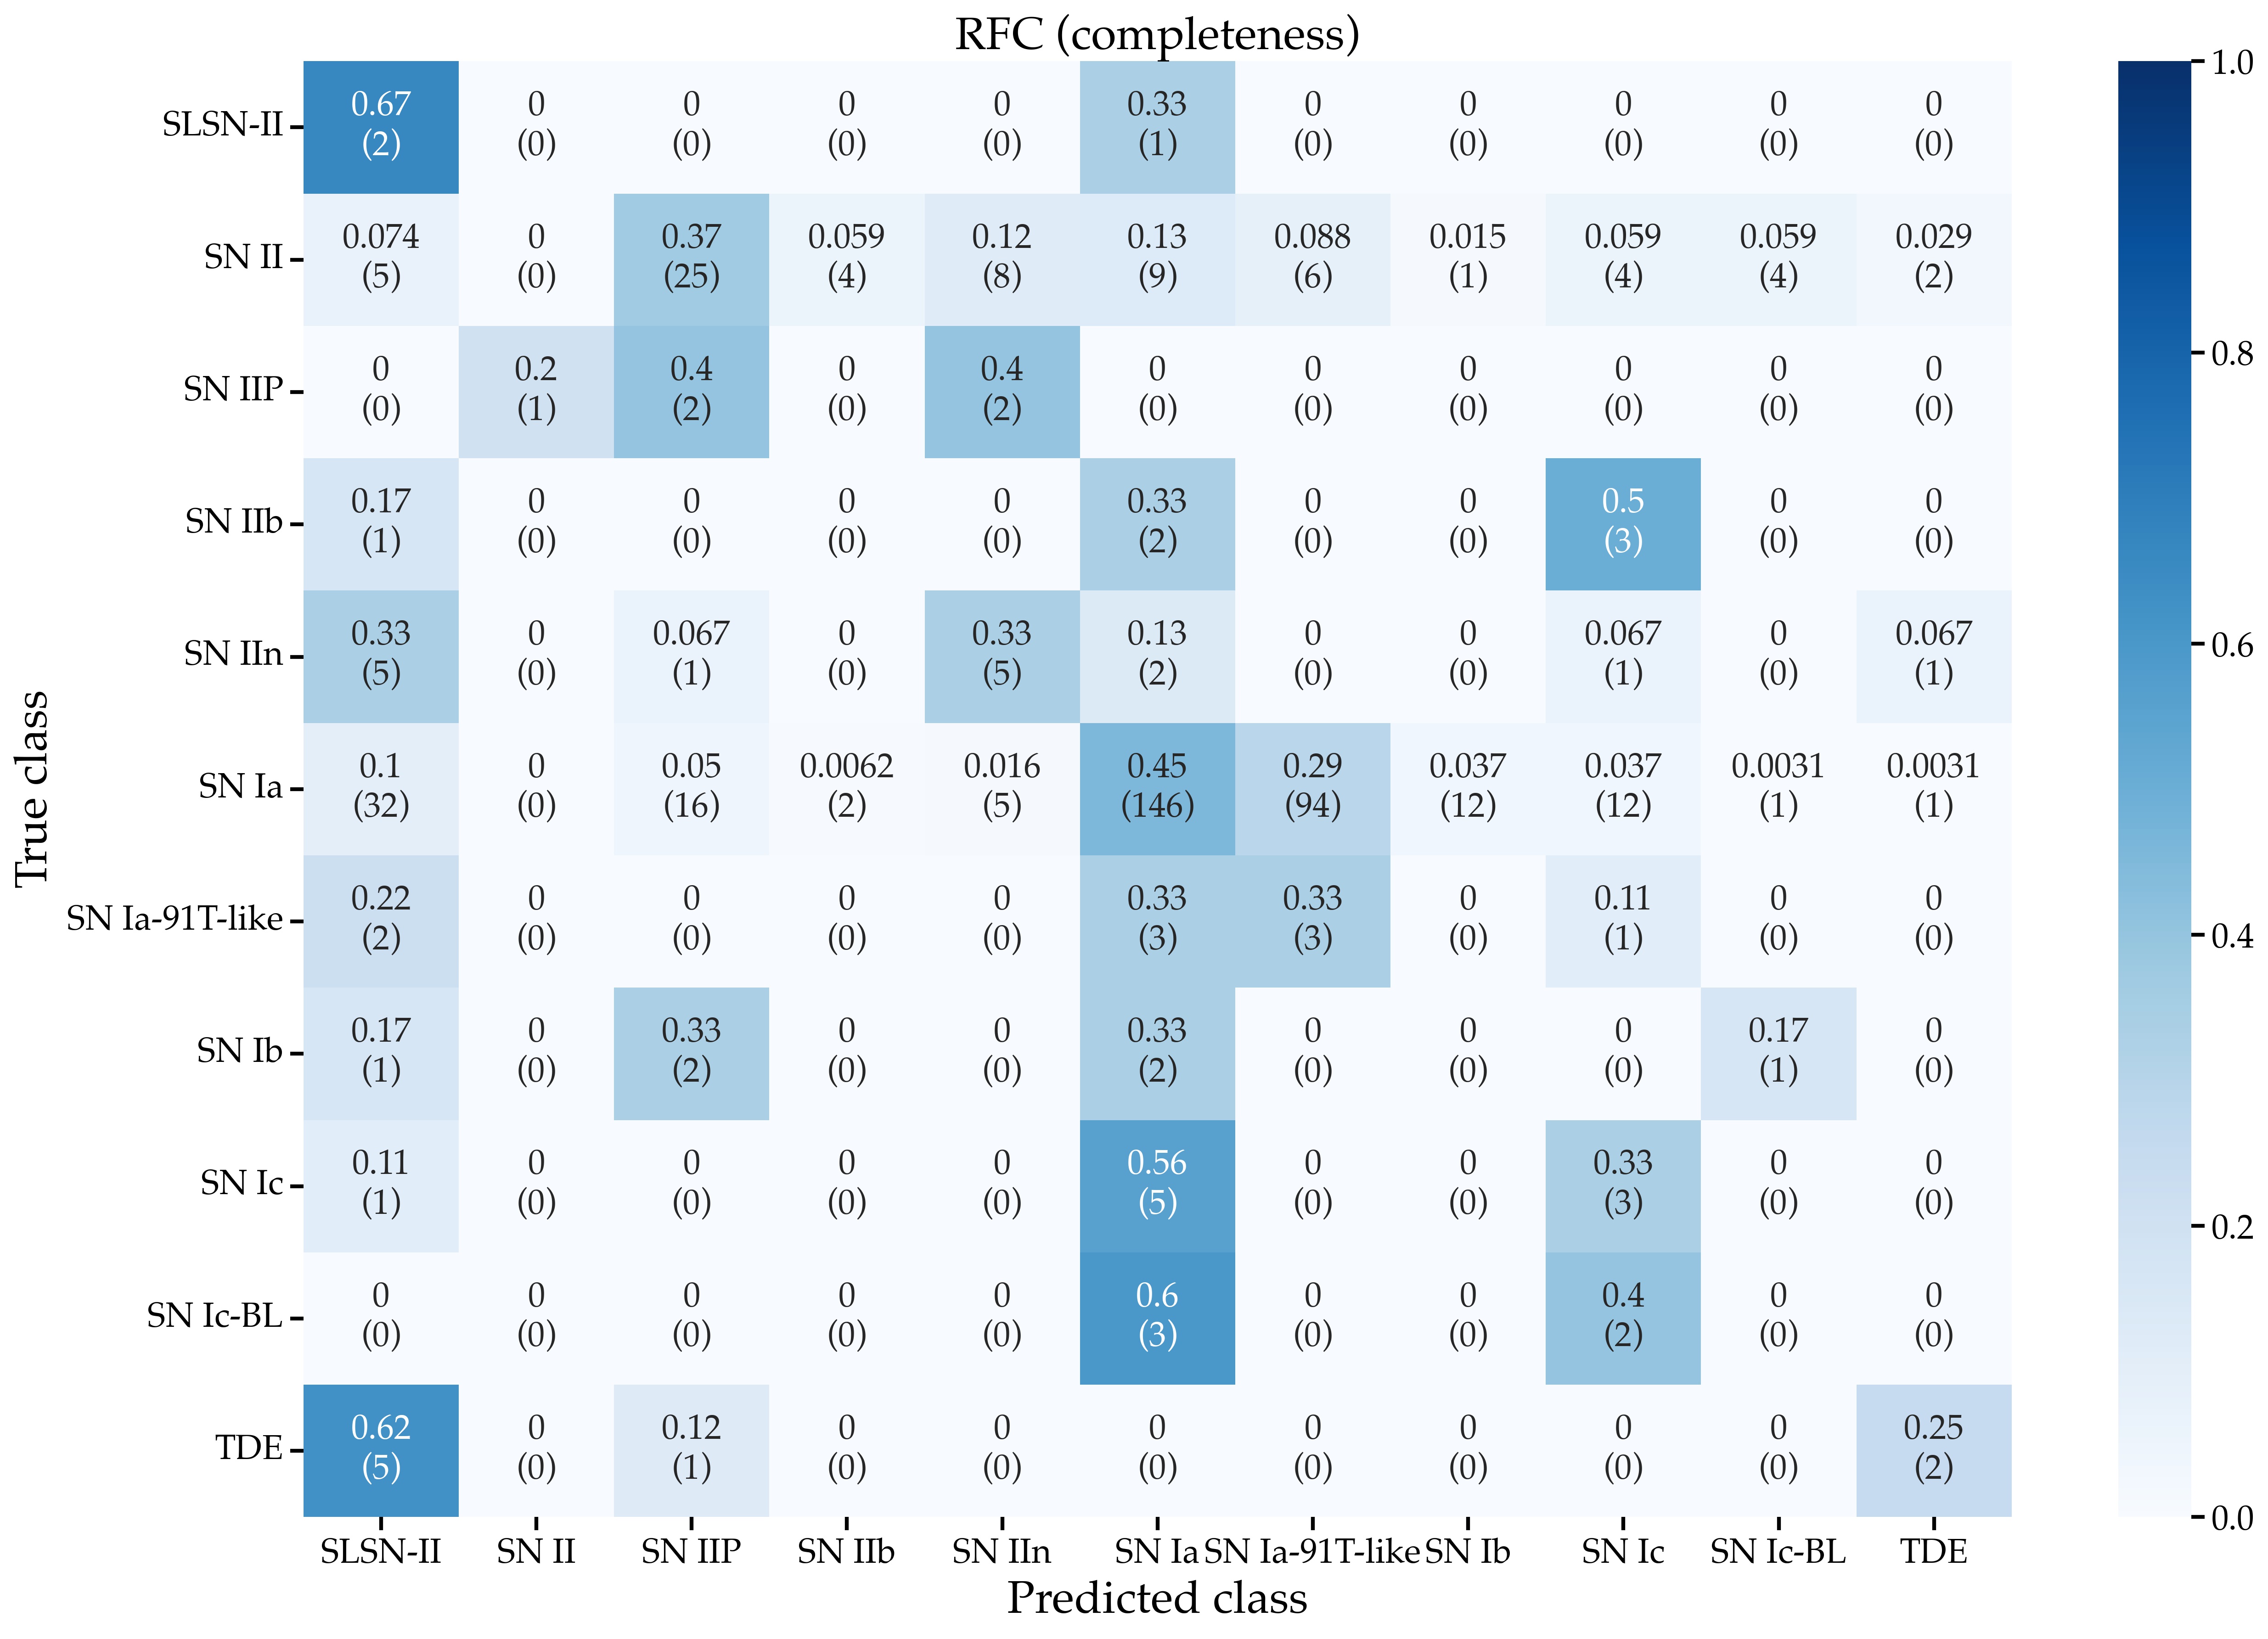 RFC (completeness)
1.0
SLSN-II 0.67 0 0 0 0 0.33 0 0 0 0 0
(2) (0) (0) (0) (0) (1) (0) (0) (0) (0) (0)
SN II 0.074 0 0.37 0.059 0.12 0.13 0.088 0.015 0.059 0.059 0.029
(5) (0) (25) (4) (8) (9) (6) (1) (4) (4) (2)
0.8
SN IIP 0 0.2 0.4 0 0.4 0 0 0 0 0 0
(0) (1) (2) (0) (2) (0) (0) (0) (0) (0) (0)
SN IIb 0.17 0 0 0 0 0.33 0 0 0.5 0 0
(1) (0) (0) (0) (0) (2) (0) (0) (3) (0) (0)
0.6
SN IIn 0.33 0 0.067 0 0.33 0.13 0 0 0.067 0 0.067
(5) (0) (1) (0) (5) (2) (0) (0) (1) (0) (1)
True class
SN Ia 0.1 0 0.05 0.0062 0.016 0.45 0.29 0.037 0.037 0.0031 0.0031
(32) (0) (16) (2) (5) (146) (94) (12) (12) (1) (1)
SN Ia-91T-like 0.22 0 0 0 0 0.33 0.33 0 0.11 0 0
(2) (0) (0) (0) (0) (3) (3) (0) (1) (0) (0)
0.4
SN Ib 0.17 0 0.33 0 0 0.33 0 0 0 0.17 0
(1) (0) (2) (0) (0) (2) (0) (0) (0) (1) (0)
SN Ic 0.11 0 0 0 0 0.56 0 0 0.33 0 0
(1) (0) (0) (0) (0) (5) (0) (0) (3) (0) (0)
0.2
SN Ic-BL 0 0 0 0 0 0.6 0 0 0.4 0 0
(0) (0) (0) (0) (0) (3) (0) (0) (2) (0) (0)
TDE 0.62 0 0.12 0 0 0 0 0 0 0 0.25
(5) (0) (1) (0) (0) (0) (0) (0) (0) (0) (2)
0.0
SLSN-II SN II SN IIP SN IIb SN IIn SN Ia SN Ia-91T-like SN Ib SN Ic SN Ic-BL TDE
Predicted class